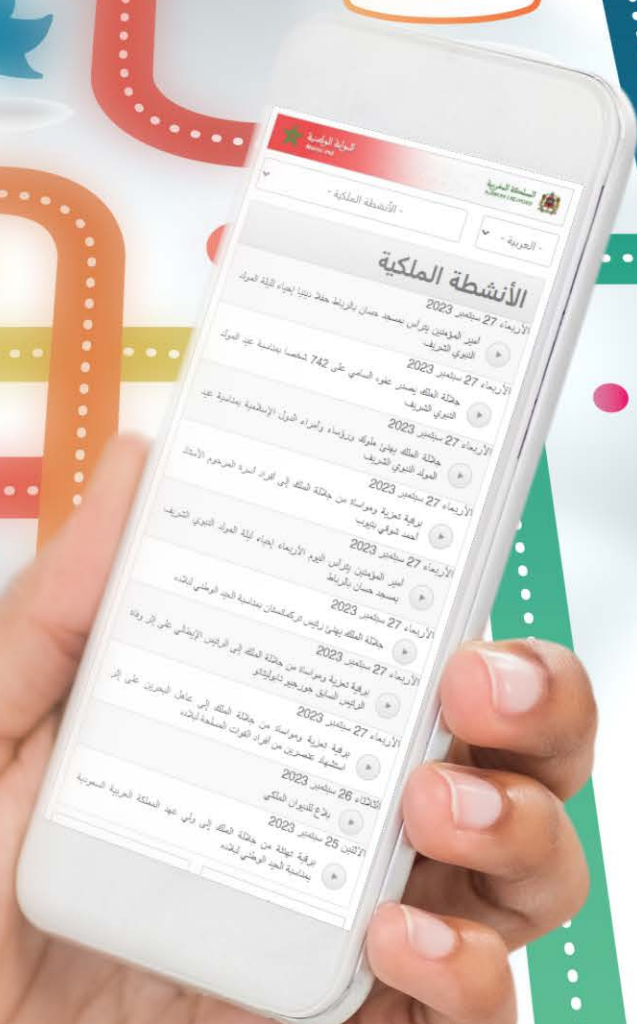 البوابة الوطنية
Maroc.ma
المملكة المغربية
- الأنشطة الملكية -
- العربية -
الأنشطة الملكية
الأربعاء 27 سبتمبر 2023
أمير المؤمنين يترأس بمسجد حسان بالرباط حفلا دينيا إحياء لليلة المولد
النبوي الشريف
الأربعاء 27 سبتمبر 2023
جلالة الملك يصدر عفوه السامي على 742 شخصا بمناسبة عيد المولد
النبوي الشريف
الأربعاء 27 سبتمبر 2023
جلالة الملك يهنئ ملوك ورؤساء وأمراء الدول الإسلامية بمناسبة عيد
المولد النبوي الشريف
الأربعاء 27 سبتمبر 2023
برقية تعزية ومواساة من جلالة الملك إلى أفراد أسرة المرحوم الأستاذ
أحمد شوقي بنيوب
الأربعاء 27 سبتمبر 2023
أمير المؤمنين يترأس اليوم الأربعاء إحياء ليلة المولد النبوي الشريف
بمسجد حسان بالرباط
الأربعاء 27 سبتمبر 2023
جلالة الملك يهنئ رئيس تركمانستان بمناسبة العيد الوطني لبلاده
الأربعاء 27 سبتمبر 2023
برقية تعزية ومواساة من جلالة الملك إلى الرئيس الإيطالي على إثر وفاة
الرئيس السابق جورجيو نابوليتانو
الأربعاء 27 سبتمبر 2023
برقية تعزية ومواساة من جلالة الملك إلى عاهل البحرين على إثر
استشهاد عنصرين من أفراد القوات المسلحة لبلاده
الثلاثاء 26 سبتمبر 2023
بلاغ للديوان الملكي
الاثنين 25 سبتمبر 2023
برقية تهنئة من جلالة الملك إلى ولي عهد المملكة العربية السعودية
بمناسبة العيد الوطني لبلاده